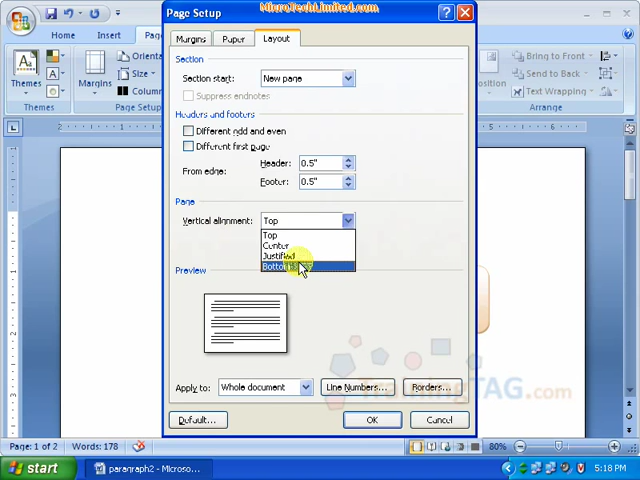 MicroTechLimited.com
Page Setup
Home
Pa
Margins
Paper
Layout
Section
Section start:
New page
Suppress endnotes
Headers and footers
Different odd and even
Different first page
From edge:
Header:
0.5"
Footer:
0.5"
Page
Vertical alignment:
Top
Top
Center
Justified
Bottom
Preview
Apply to:
Whole document
Line Numbers...
Borders...
Default...
OK
Cancel
Themes
Margins
Orienta
Size
Column
Page Setup
Bring to Front
Send to Back
Text Wrapping
Arrange
TrainingTAG.com
Page: 1 of 2
Words: 178
80%
start
paragraph2 - Microso...
5:18 PM